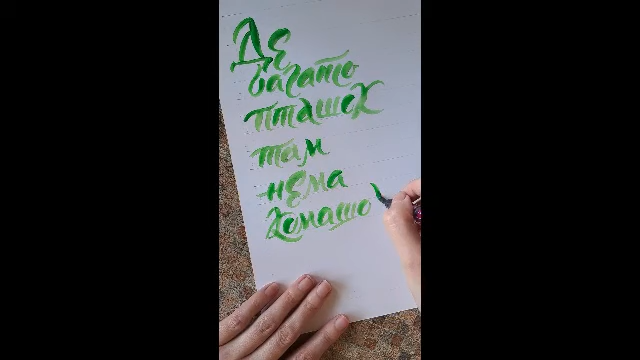 Де
багато
пташок
там
нема
комашо